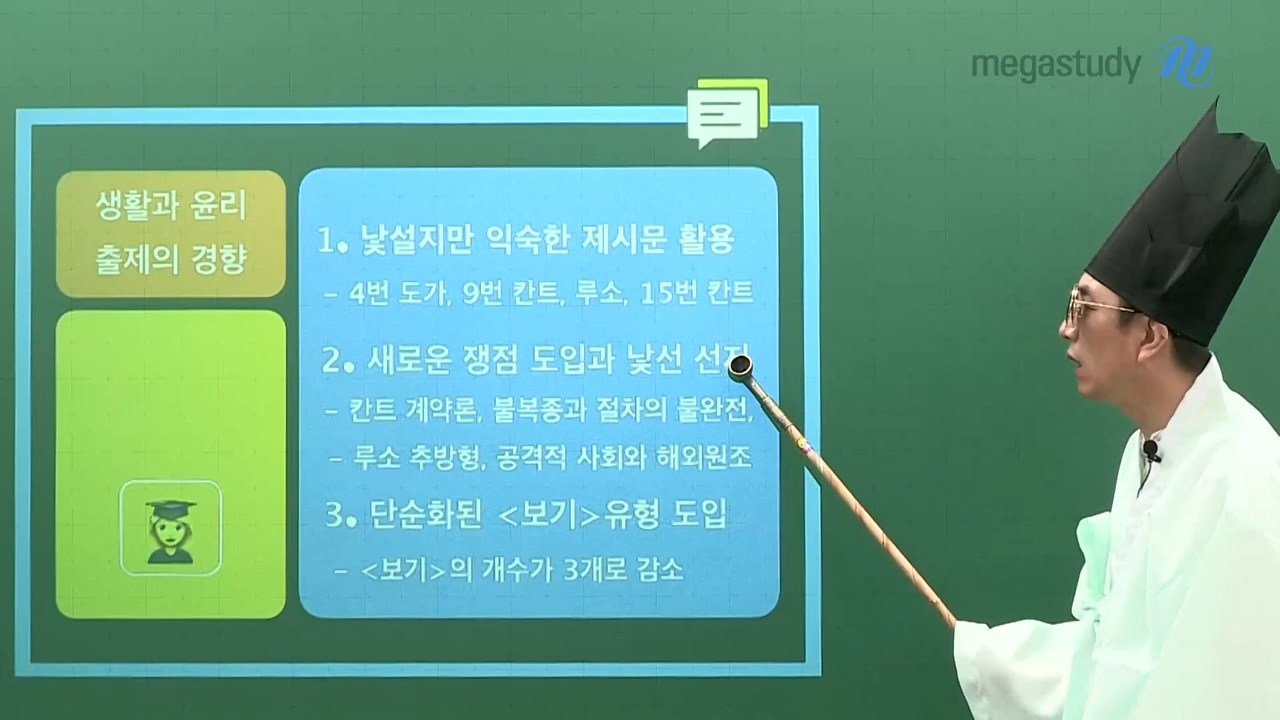 megastudy
생활과 윤리
출제의 경향
1. 낯설지만 익숙한 제시문 활용
- 4번 도가, 9번 칸트, 루소, 15번 칸트
2. 새로운 쟁점 도입과 낯선
- 칸트 계약론, 불복종과 절차의 불완전,
- 루소 추방형, 공격적 사회와 해외원조
3. 단순화된 <보기>유형 도입
- <보기>의 개수가 3개로 감소